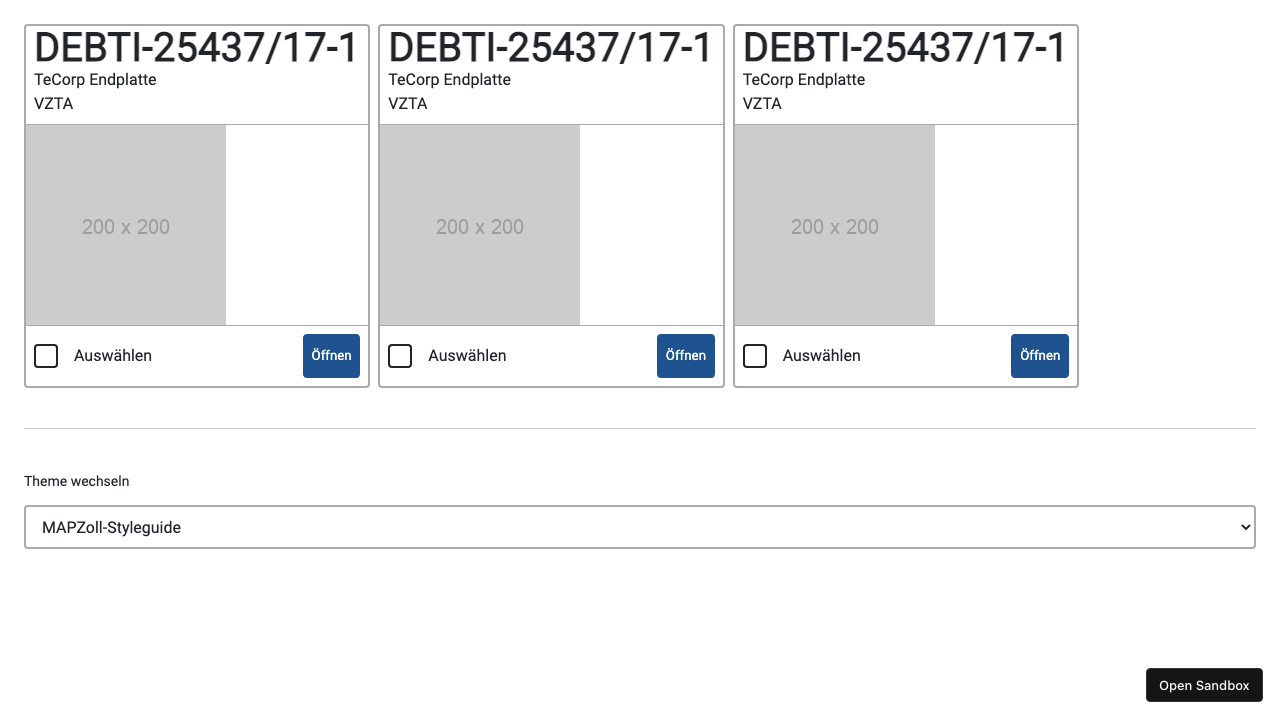 DEBTI-25437/17-1
TeCorp Endplatte
VZTA
200 x 200
Auswählen
Öffnen
DEBTI-25437/17-1
TeCorp Endplatte
VZTA
200 x 200
Auswählen
Öffnen
DEBTI-25437/17-1
TeCorp Endplatte
VZTA
200 x 200
Auswählen
Öffnen
Theme wechseln
MAPZoll-Styleguide
Open Sandbox